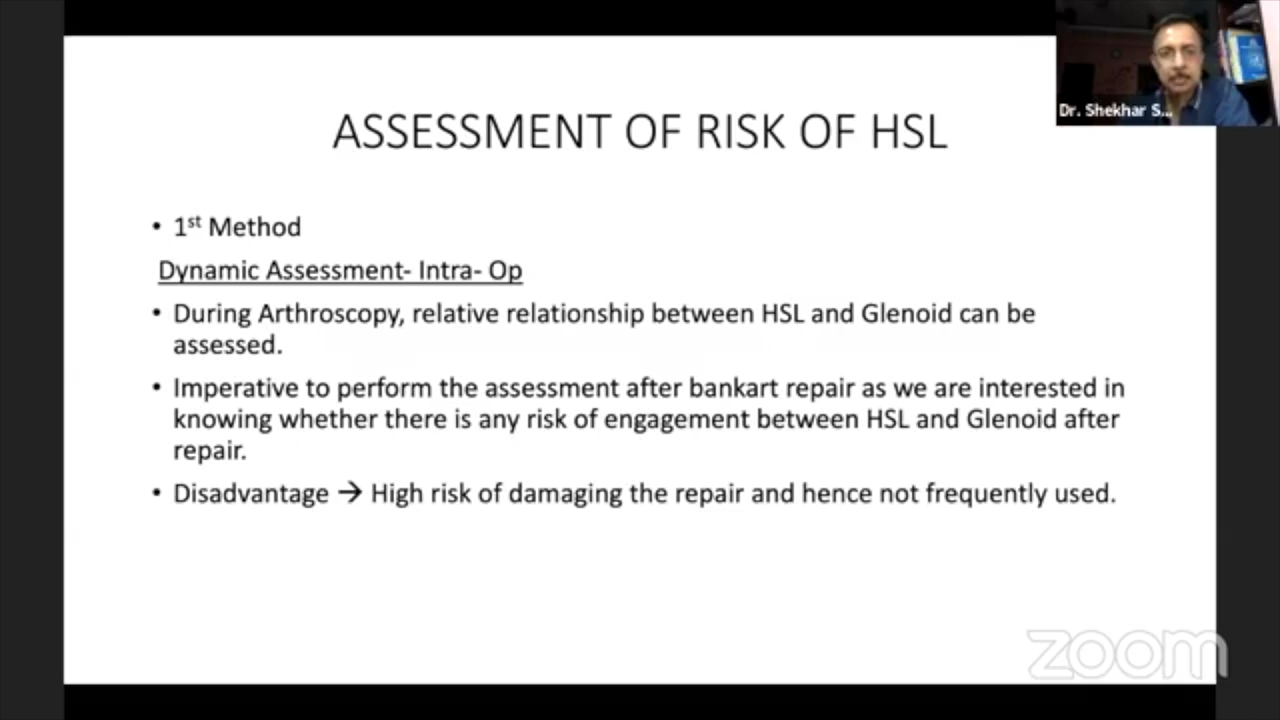 Dr. Shekhar S...
ASSESSMENT OF RISK OF HSL
• 1st Method
Dynamic Assessment- Intra- Op
• During Arthroscopy, relative relationship between HSL and Glenoid can be
assessed.
• Imperative to perform the assessment after bankart repair as we are interested in
knowing whether there is any risk of engagement between HSL and Glenoid after
repair.
• Disadvantage → High risk of damaging the repair and hence not frequently used.
zoom